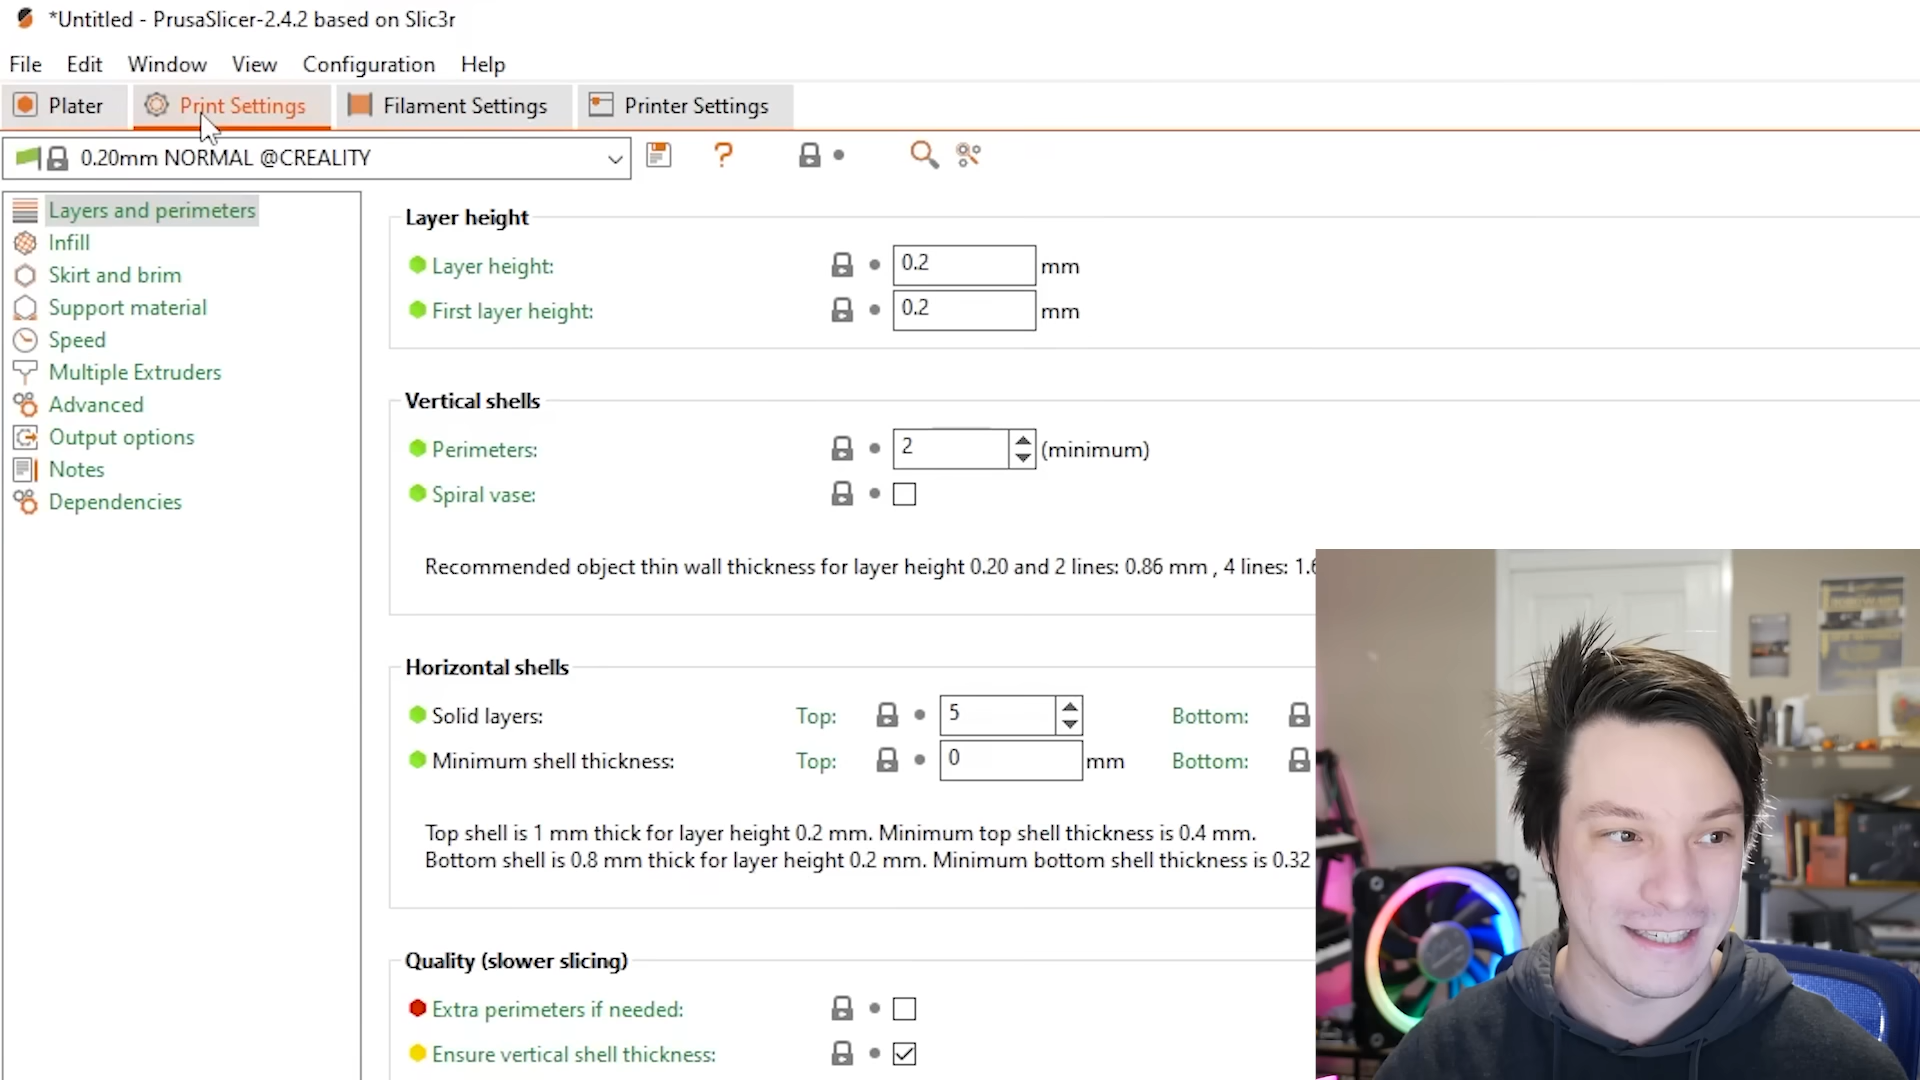 *Untitled - PrusaSlicer-2.4.2 based on Slic3r
File Edit Window View Configuration Help
Plater Print Settings Filament Settings Printer Settings
0.20mm NORMAL @CREALITY
Layers and perimeters
Infill
Skirt and brim
Support material
Speed
Multiple Extruders
Advanced
Output options
Notes
Dependencies
Layer height
Layer height: 0.2 mm
First layer height: 0.2 mm
Vertical shells
Perimeters: 2 (minimum)
Spiral vase:
Recommended object thin wall thickness for layer height 0.20 and 2 lines: 0.86 mm , 4 lines:
Horizontal shells
Solid layers: Top: 5 Bottom:
Minimum shell thickness: Top: 0 mm Bottom:
Top shell is 1 mm thick for layer height 0.2 mm. Minimum top shell thickness is 0.4 mm.
Bottom shell is 0.8 mm thick for layer height 0.2 mm. Minimum bottom shell thickness is 0.32
Quality (slower slicing)
Extra perimeters if needed:
Ensure vertical shell thickness: